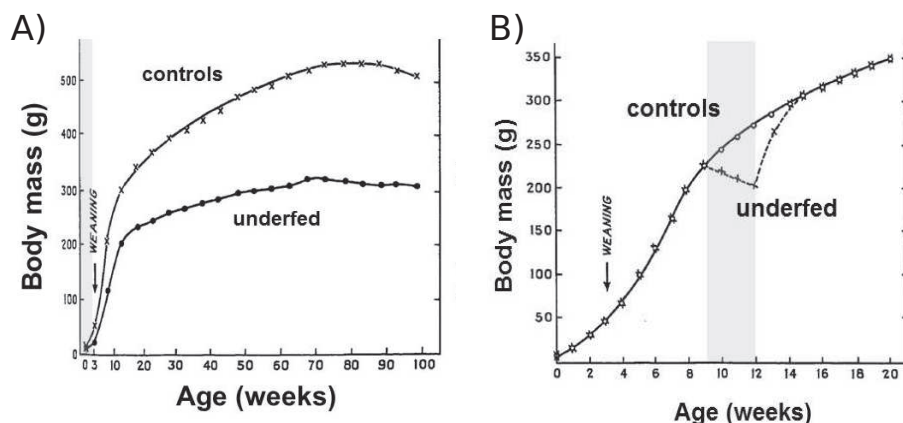 A)
Body mass (g)
500
400
300
200
100
0
controls
underfed
WEANING
0 3 10 20 30 40 50 60 70 80 90 100
Age (weeks)
B)
Body mass (g)
350
300
250
200
150
100
50
controls
underfed
WEANING
0 2 4 6 8 10 12 14 16 18 20
Age (weeks)